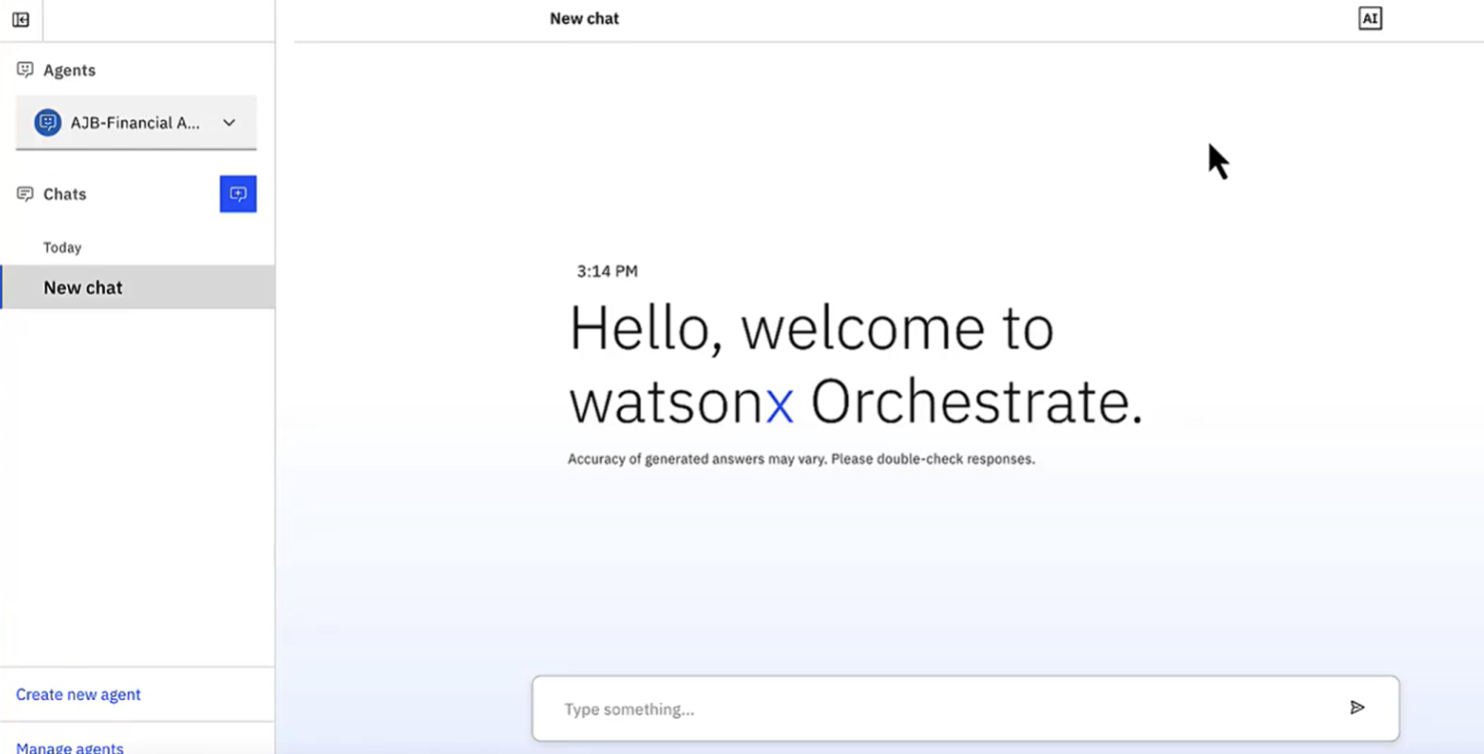 New chat
AI
Agents
AJB-Financial A...
Chats
Today
New chat
3:14 PM
Hello, welcome to
watsonx Orchestrate.
Accuracy of generated answers may vary. Please double-check responses.
Create new agent
Type something...
Manage agents